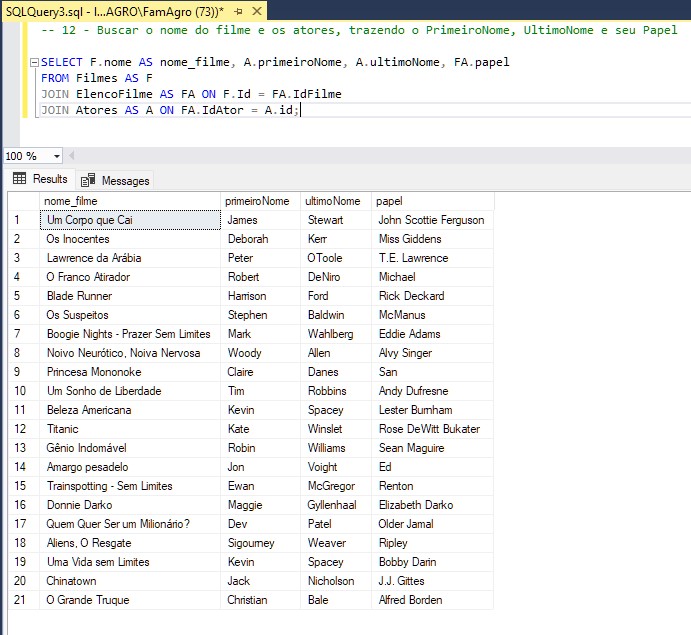 SQLQuery3.sql - I...AGRO\FamAgro (73))*
-- 12 - Buscar o nome do filme e os atores, trazendo o PrimeiroNome, UltimoNome e seu Papel
SELECT F.nome AS nome_filme, A.primeiroNome, A.ultimoNome, FA.papel
FROM Filmes AS F
JOIN ElencoFilme AS FA ON F.Id = FA.IdFilme
JOIN Atores AS A ON FA.IdAtor = A.id;
100 %
Results Messages
nome_filme primeiroNome ultimoNome papel
1 Um Corpo que Cai James Stewart John Scottie Ferguson
2 Os Inocentes Deborah Kerr Miss Giddens
3 Lawrence da Arábia Peter OToole T.E. Lawrence
4 O Franco Atirador Robert DeNiro Michael
5 Blade Runner Harrison Ford Rick Deckard
6 Os Suspeitos Stephen Baldwin McManus
7 Boogie Nights - Prazer Sem Limites Mark Wahlberg Eddie Adams
8 Noivo Neurótico, Noiva Nervosa Woody Allen Alvy Singer
9 Princesa Mononoke Claire Danes San
10 Um Sonho de Liberdade Tim Robbins Andy Dufresne
11 Beleza Americana Kevin Spacey Lester Burnham
12 Titanic Kate Winslet Rose DeWitt Bukater
13 Gênio Indomável Robin Williams Sean Maguire
14 Amargo pesadelo Jon Voight Ed
15 Trainspotting - Sem Limites Ewan McGregor Renton
16 Donnie Darko Maggie Gyllenhaal Elizabeth Darko
17 Quem Quer Ser um Milionário? Dev Patel Older Jamal
18 Aliens, O Resgate Sigourney Weaver Ripley
19 Uma Vida sem Limites Kevin Spacey Bobby Darin
20 Chinatown Jack Nicholson J.J. Gittes
21 O Grande Truque Christian Bale Alfred Borden